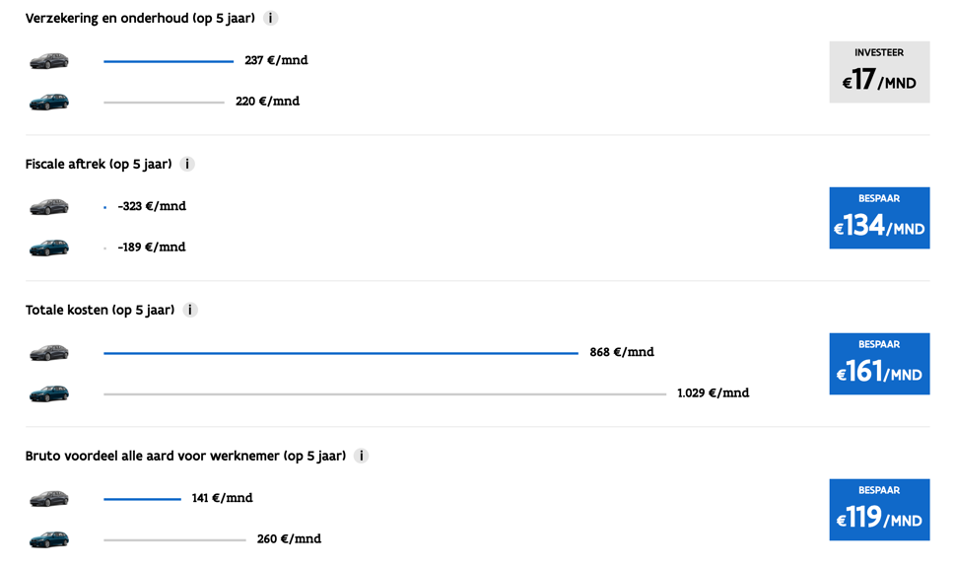 Verzekering en onderhoud (op 5 jaar) i
237 €/mnd
220 €/mnd
INVESTEER
€17/MND
Fiscale aftrek (op 5 jaar) i
-323 €/mnd
-189 €/mnd
BESPAAR
€134/MND
Totale kosten (op 5 jaar) i
868 €/mnd
1.029 €/mnd
BESPAAR
€161/MND
Bruto voordeel alle aard voor werknemer (op 5 jaar) i
141 €/mnd
260 €/mnd
BESPAAR
€119/MND